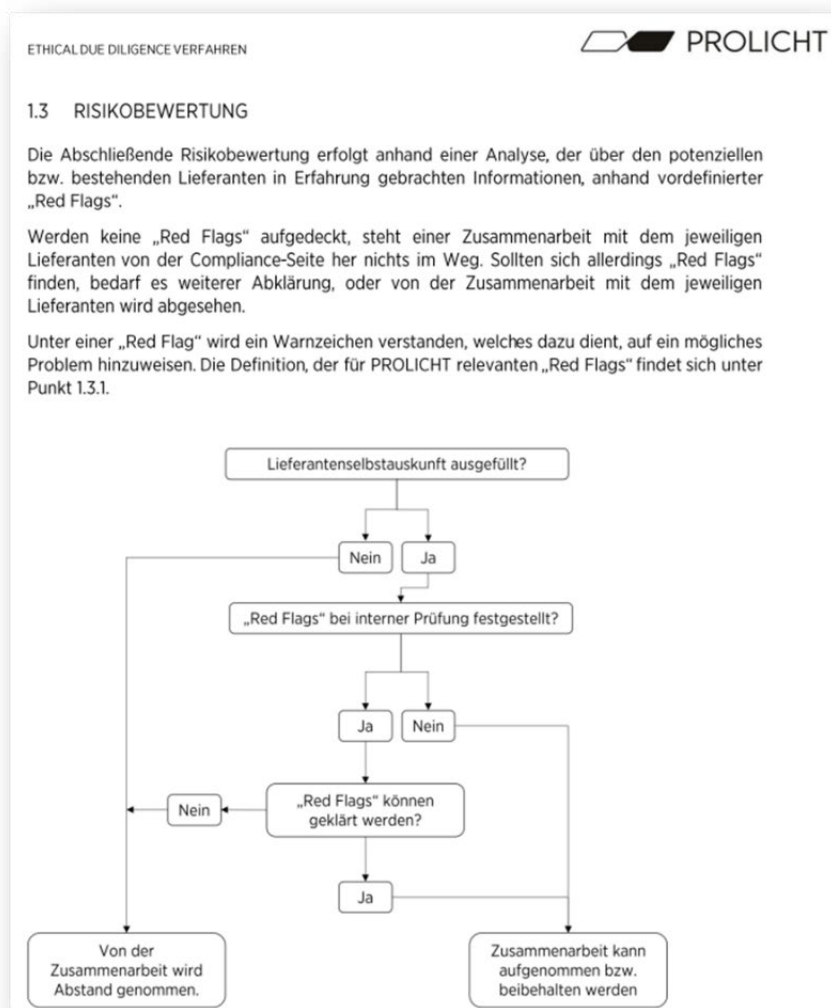 ETHICAL DUE DILIGENCE VERFAHREN
PROLICHT
1.3 RISIKOBEWERTUNG
Die Abschließende Risikobewertung erfolgt anhand einer Analyse, der über den potenziellen
bzw. bestehenden Lieferanten in Erfahrung gebrachten Informationen, anhand vordefinierter
„Red Flags“.
Werden keine „Red Flags“ aufgedeckt, steht einer Zusammenarbeit mit dem jeweiligen
Lieferanten von der Compliance-Seite her nichts im Weg. Sollten sich allerdings „Red Flags“
finden, bedarf es weiterer Abklärung, oder von der Zusammenarbeit mit dem jeweiligen
Lieferanten wird abgesehen.
Unter einer „Red Flag“ wird ein Warnzeichen verstanden, welches dazu dient, auf ein mögliches
Problem hinzuweisen. Die Definition, der für PROLICHT relevanten „Red Flags“ findet sich unter
Punkt 1.3.1.
Lieferantenselbstauskunft ausgefüllt?
Nein
Ja
„Red Flags“ bei interner Prüfung festgestellt?
Ja
Nein
„Red Flags“ können
geklärt werden?
Nein
Ja
Von der
Zusammenarbeit wird
Abstand genommen.
Zusammenarbeit kann
aufgenommen bzw.
beibehalten werden